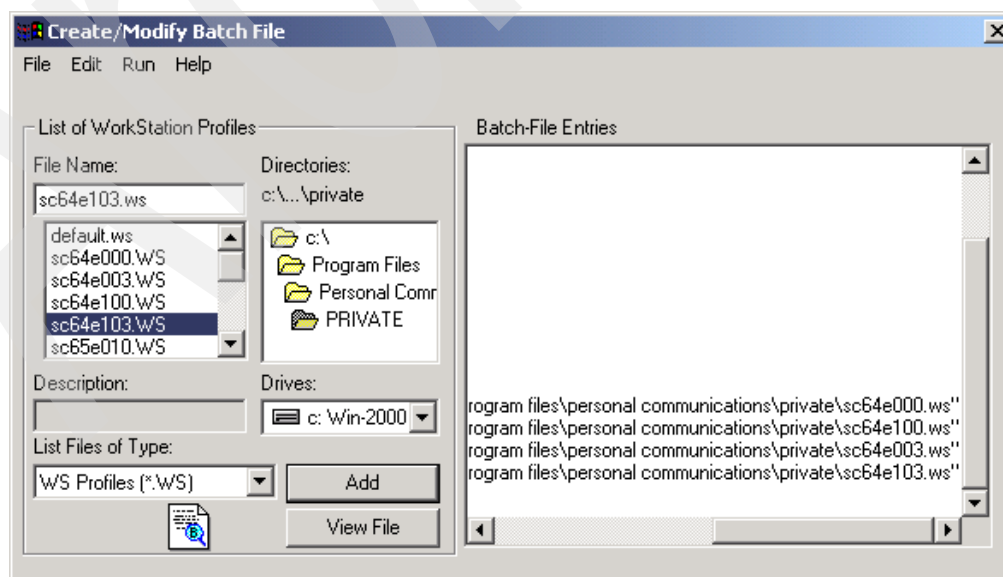 Create/Modify Batch File
File Edit Run Help
List of WorkStation Profiles
File Name:
sc64e103.ws
default.ws
sc64e000.WS
sc64e003.WS
sc64e100.WS
sc64e103.WS
sc65e010.WS
Directories:
c:\...\private
c:\
Program Files
Personal Comr
PRIVATE
Description:
Drives:
c: Win-2000
List Files of Type:
WS Profiles (*.WS)
Add
View File
Batch-File Entries
rogram files\personal communications\private\sc64e000.ws"
rogram files\personal communications\private\sc64e100.ws"
rogram files\personal communications\private\sc64e003.ws"
rogram files\personal communications\private\sc64e103.ws"